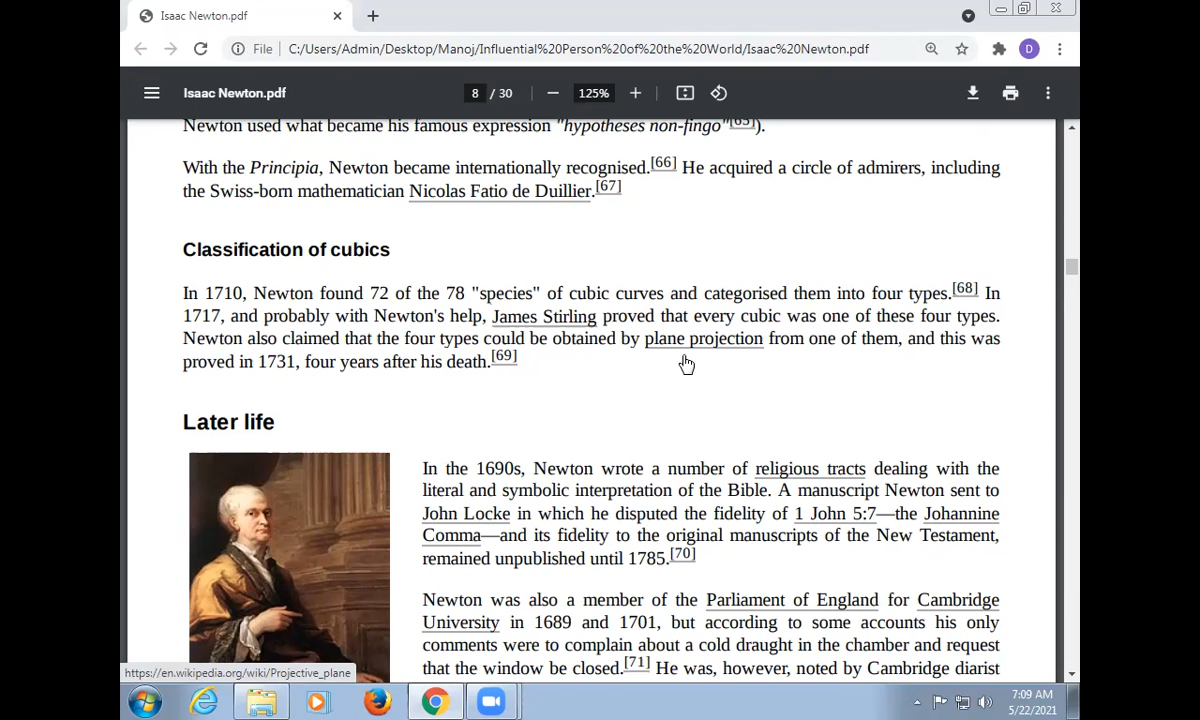 Isaac Newton.pdf
File C:/Users/Admin/Desktop/Manoj/Influential%20Person%20of%20the%20World/Isaac%20Newton.pdf D
Isaac Newton.pdf 8 / 30 125%
Newton used what became his famous expression "hypotheses non-fingo"[65]).
With the Principia, Newton became internationally recognised.[66] He acquired a circle of admirers, including
the Swiss-born mathematician Nicolas Fatio de Duillier.[67]
Classification of cubics
In 1710, Newton found 72 of the 78 "species" of cubic curves and categorised them into four types.[68] In
1717, and probably with Newton's help, James Stirling proved that every cubic was one of these four types.
Newton also claimed that the four types could be obtained by plane projection from one of them, and this was
proved in 1731, four years after his death.[69]
Later life
In the 1690s, Newton wrote a number of religious tracts dealing with the
literal and symbolic interpretation of the Bible. A manuscript Newton sent to
John Locke in which he disputed the fidelity of 1 John 5:7—the Johannine
Comma—and its fidelity to the original manuscripts of the New Testament,
remained unpublished until 1785.[70]
Newton was also a member of the Parliament of England for Cambridge
University in 1689 and 1701, but according to some accounts his only
comments were to complain about a cold draught in the chamber and request
that the window be closed.[71] He was, however, noted by Cambridge diarist
https://en.wikipedia.org/wiki/Projective_plane
7:09 AM
5/22/2021